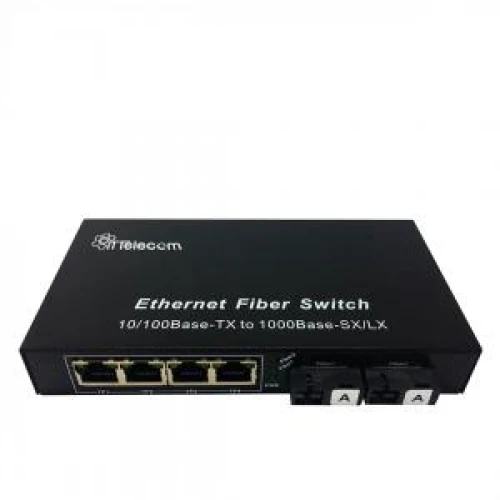 Telecom
Ethernet Fiber Switch
10/100Base-TX to 1000Base-SX/LX
A
A